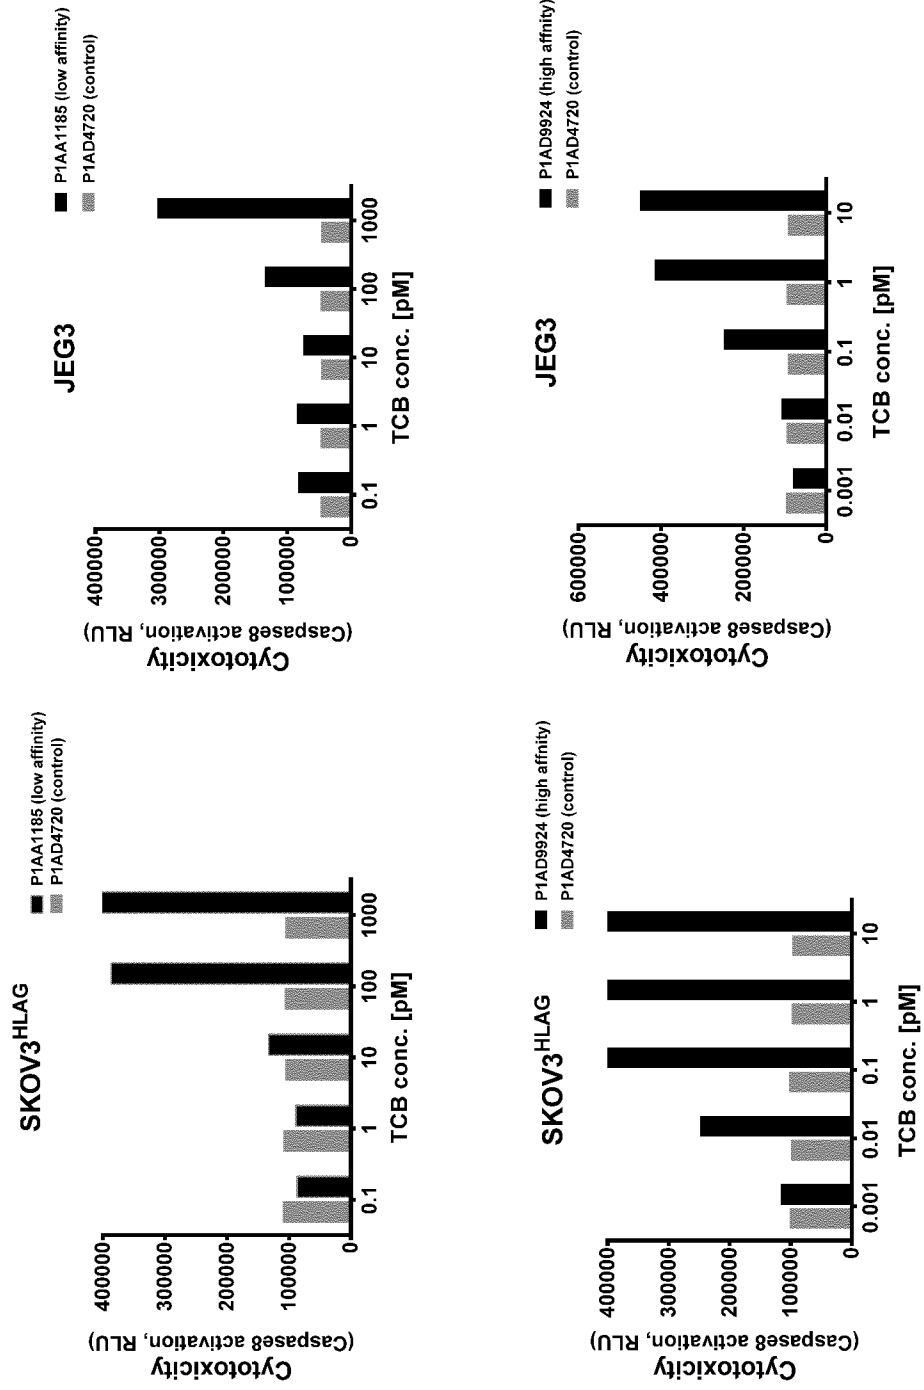 SKOV3HLAG
P1AA1185 (low affinity)
P1AD4720 (control)
Cytotoxicity
(Caspase8 activation, RLU)
400000
300000
200000
100000
0
0.1
1
10
100
1000
TCB conc. [pM]
JEG3
P1AA1185 (low affinity)
P1AD4720 (control)
Cytotoxicity
(Caspase8 activation, RLU)
400000
300000
200000
100000
0
0.1
1
10
100
1000
TCB conc. [pM]
SKOV3HLAG
P1AD9924 (high affnity)
P1AD4720 (control)
Cytotoxicity
(Caspase8 activation, RLU)
400000
300000
200000
100000
0
0.001
0.01
0.1
1
10
TCB conc. [pM]
JEG3
P1AD9924 (high affnity)
P1AD4720 (control)
Cytotoxicity
(Caspase8 activation, RLU)
600000
400000
200000
0
0.001
0.01
0.1
1
10
TCB conc. [pM]